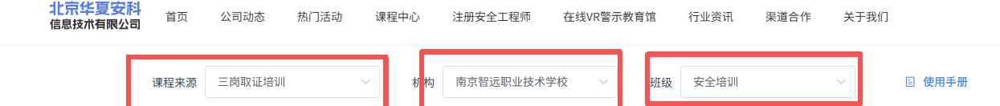 北京华夏安科
信息技术有限公司
首页 公司动态 热门活动 课程中心 注册安全工程师 在线VR警示教育馆 行业资讯 渠道合作 关于我们
课程来源 三岗取证培训 机构 南京智远职业技术学校 班级 安全培训 使用手册